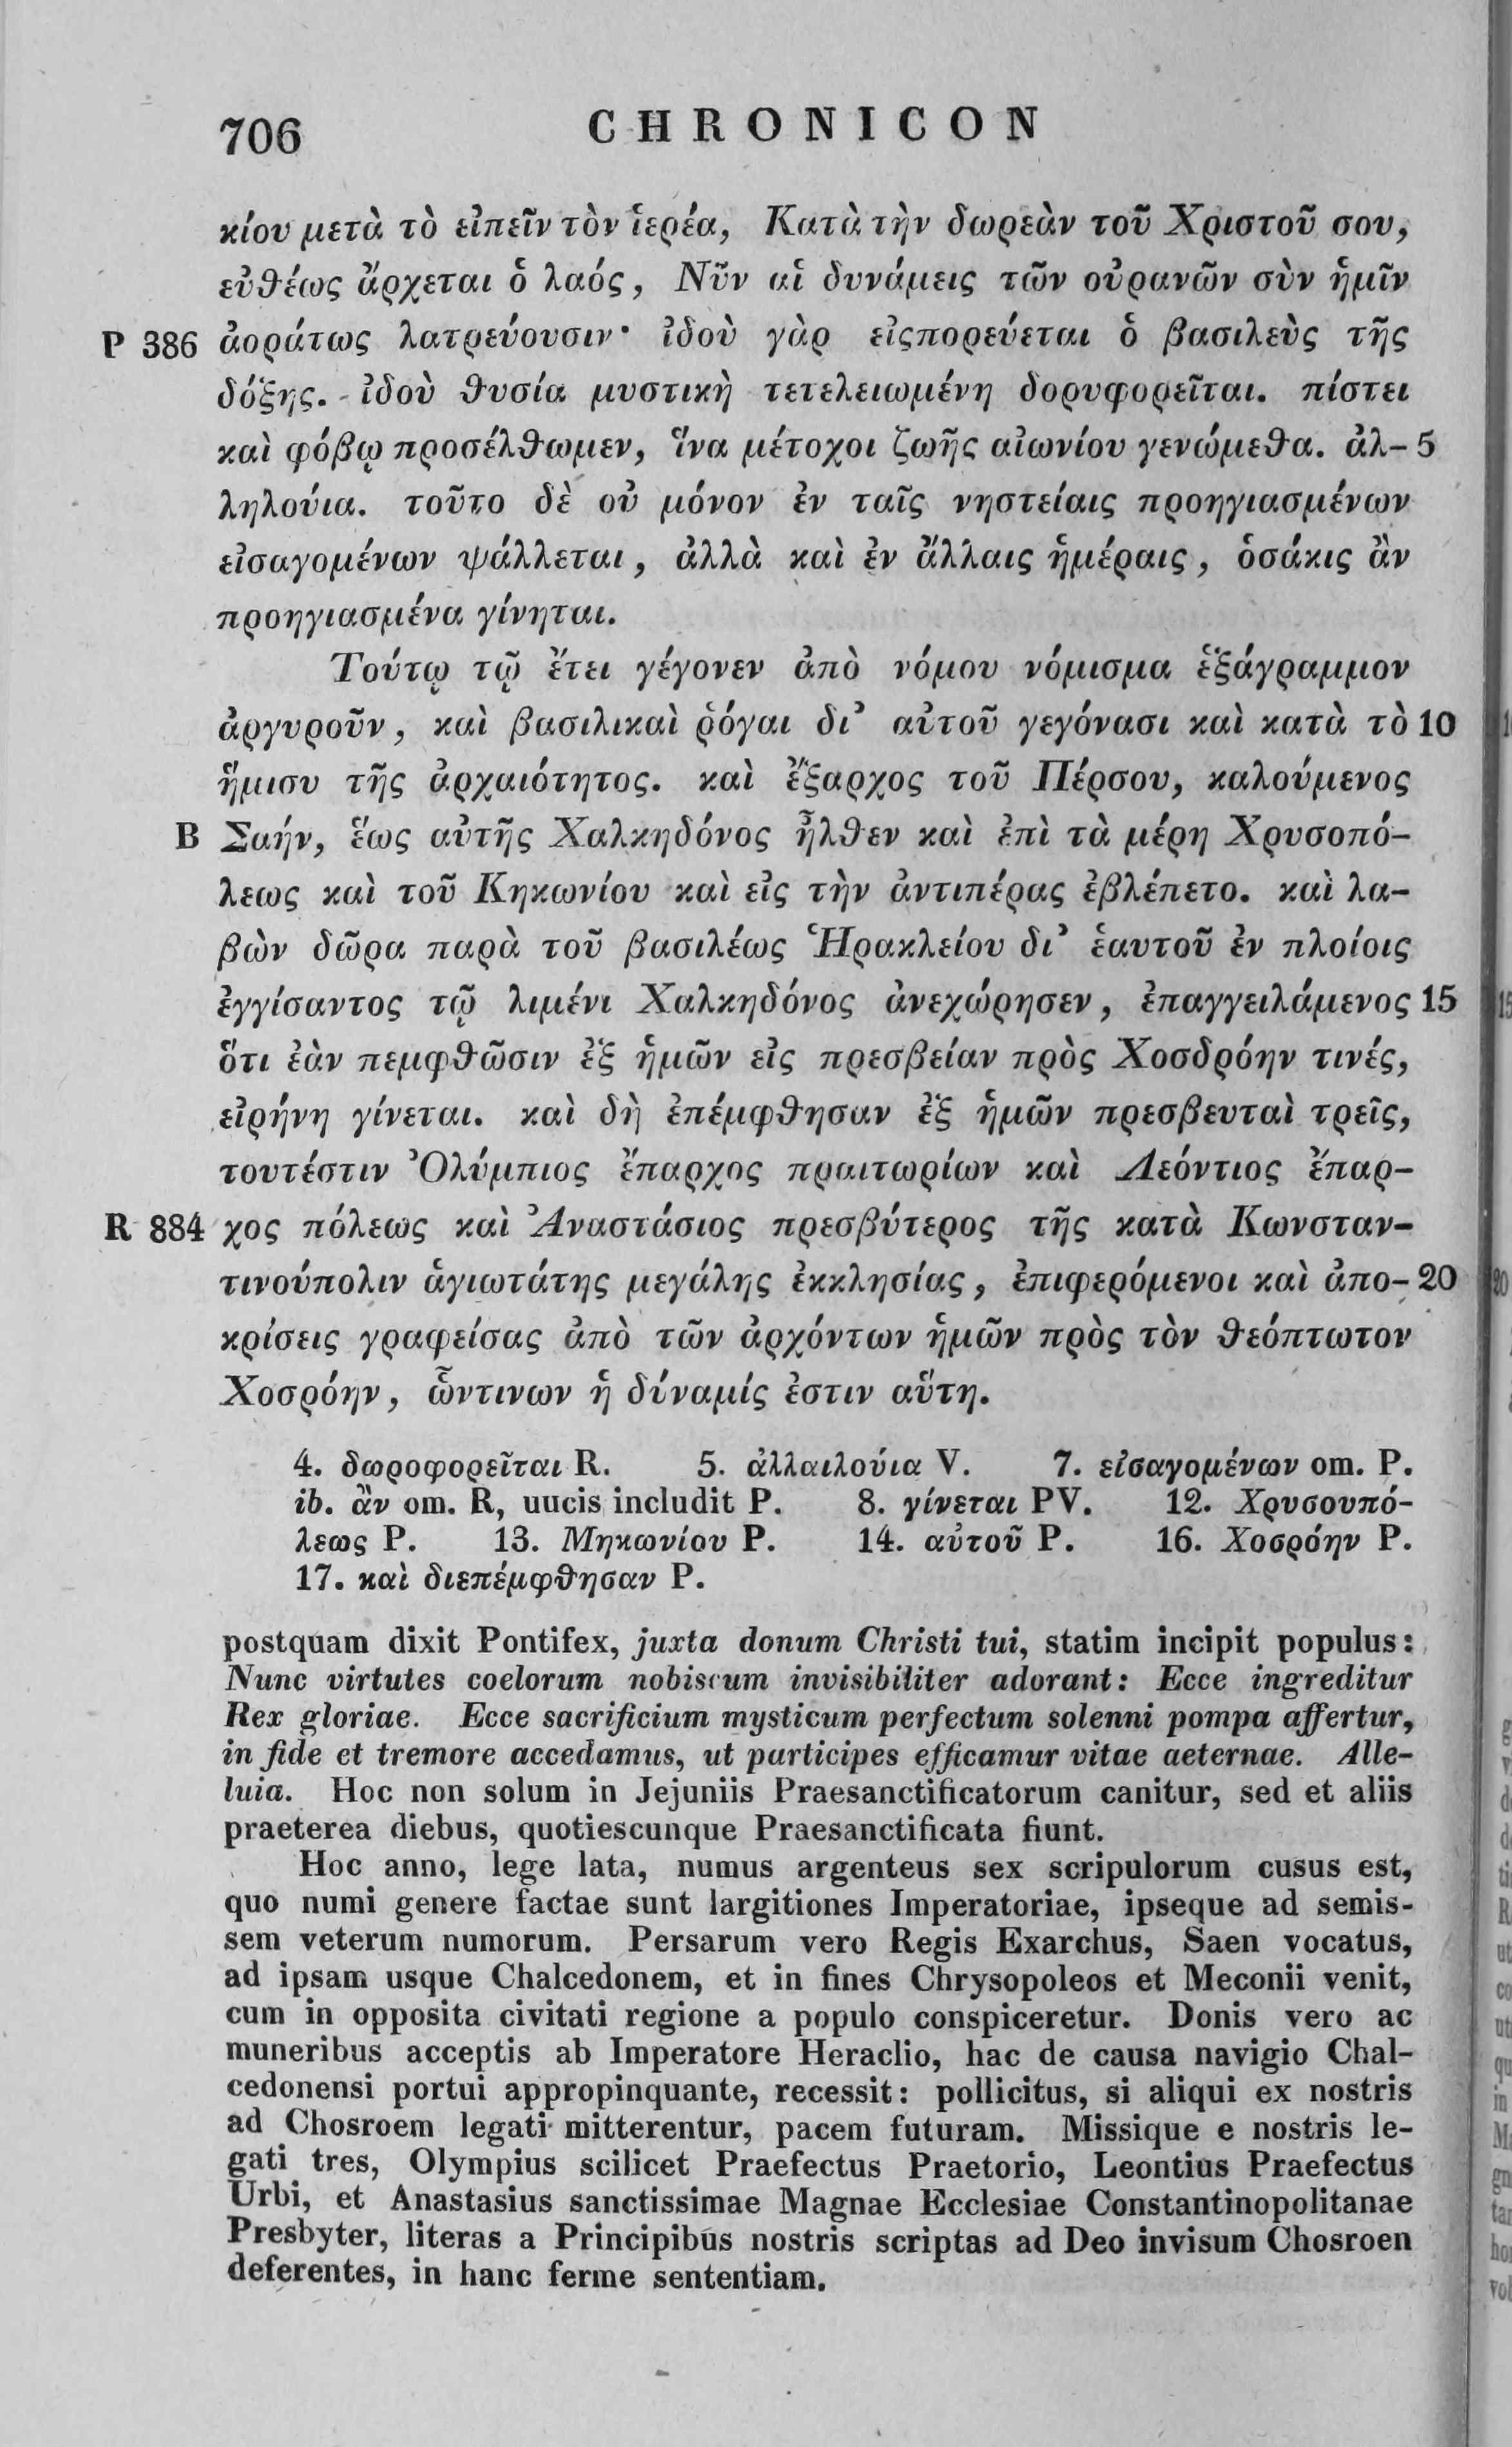 706 CHRONICON
κίου μετὰ τὸ εἰπεῖν τὸν ἱερέα, Κατὰ τὴν δωρεὰν τοῦ Χριστοῦ σου,
εὐθέως ἄρχεται ὁ λαός, Νῦν αἱ δυνάμεις τῶν οὐρανῶν σὺν ἡμῖν
P 386 ἀοράτως λατρεύουσιν· ἰδοὺ γὰρ εἰςπορεύεται ὁ βασιλεὺς τῆς
δόξης. ἰδοὺ θυσία μυστικὴ τετελειωμένη δορυφορεῖται. πίστει
καὶ φόβῳ προσέλθωμεν, ἵνα μέτοχοι ζωῆς αἰωνίου γενώμεθα. ἀλ- 5
ληλούια. τοῦτο δὲ οὐ μόνον ἐν ταῖς νηστείαις προηγιασμένων
εἰσαγομένων ψάλλεται, ἀλλὰ καὶ ἐν ἄλλαις ἡμέραις, ὁσάκις ἂν
προηγιασμένα γίνηται.
Τούτῳ τῷ ἔτει γέγονεν ἀπὸ νόμου νόμισμα ἑξάγραμμον
ἀργυροῦν, καὶ βασιλικαὶ ῥόγαι δι' αὐτοῦ γεγόνασι καὶ κατὰ τὸ 10
ἥμισυ τῆς ἀρχαιότητος. καὶ ἔξαρχος τοῦ Πέρσου, καλούμενος
B Σαήν, ἕως αὐτῆς Χαλκηδόνος ἦλθεν καὶ ἐπὶ τὰ μέρη Χρυσοπό-
λεως καὶ τοῦ Κηκωνίου καὶ εἰς τὴν ἀντιπέρας ἐβλέπετο. καὶ λα-
βὼν δῶρα παρὰ τοῦ βασιλέως Ἡρακλείου δι' ἑαυτοῦ ἐν πλοίοις
ἐγγίσαντος τῷ λιμένι Χαλκηδόνος ἀνεχώρησεν, ἐπαγγειλάμενος 15
ὅτι ἐὰν πεμφθῶσιν ἐξ ἡμῶν εἰς πρεσβείαν πρὸς Χοσδρόην τινές,
εἰρήνη γίνεται. καὶ δὴ ἐπέμφθησαν ἐξ ἡμῶν πρεσβευταὶ τρεῖς,
τουτέστιν Ὀλύμπιος ἔπαρχος πραιτωρίων καὶ Λεόντιος ἔπαρ-
R 884 χος πόλεως καὶ Ἀναστάσιος πρεσβύτερος τῆς κατὰ Κωνσταν-
τινούπολιν ἁγιωτάτης μεγάλης ἐκκλησίας, ἐπιφερόμενοι καὶ ἀπο- 20
κρίσεις γραφείσας ἀπὸ τῶν ἀρχόντων ἡμῶν πρὸς τὸν θεόπτωτον
Χοσρόην, ὧντινων ἡ δύναμίς ἐστιν αὕτη.
4. δωροφορεῖται R. 5. ἀλλαιλούια V. 7. εἰσαγομένων om. P.
ib. ἂν om. R, uucis includit P. 8. γίνεται PV. 12. Χρυσουπό-
λεως P. 13. Μηκωνίου P. 14. αὐτοῦ P. 16. Χοσρόην P.
17. καὶ διεπέμφθησαν P.
postquam dixit Pontifex, juxta donum Christi tui, statim incipit populus:
Nunc virtutes coelorum nobiscum invisibiliter adorant: Ecce ingreditur
Rex gloriae. Ecce sacrificium mysticum perfectum solenni pompa affertur,
in fide et tremore accedamus, ut participes efficamur vitae aeternae. Alle-
luia. Hoc non solum in Jejuniis Praesanctificatorum canitur, sed et aliis
praeterea diebus, quotiescunque Praesanctificata fiunt.
Hoc anno, lege lata, numus argenteus sex scripulorum cusus est,
quo numi genere factae sunt largitiones Imperatoriae, ipseque ad semis-
sem veterum numorum. Persarum vero Regis Exarchus, Saen vocatus,
ad ipsam usque Chalcedonem, et in fines Chrysopoleos et Meconii venit,
cum in opposita civitati regione a populo conspiceretur. Donis vero ac
muneribus acceptis ab Imperatore Heraclio, hac de causa navigio Chal-
cedonensi portui appropinquante, recessit: pollicitus, si aliqui ex nostris
ad Chosroem legati mitterentur, pacem futuram. Missique e nostris le-
gati tres, Olympius scilicet Praefectus Praetorio, Leontius Praefectus
Urbi, et Anastasius sanctissimae Magnae Ecclesiae Constantinopolitanae
Presbyter, literas a Principibus nostris scriptas ad Deo invisum Chosroen
deferentes, in hanc ferme sententiam.